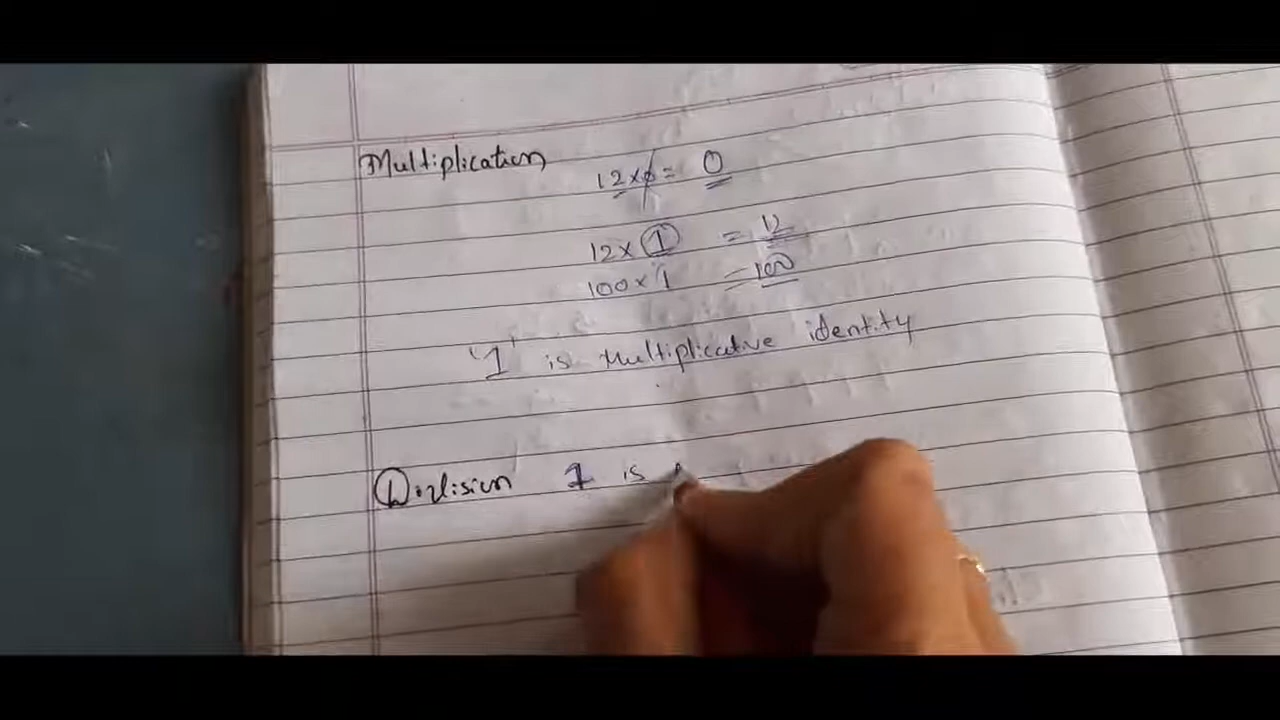 Multiplication 12 x 0 = 0
12 x 1 = 12
100 x 1 = 100
'1' is Multiplicative identity
Division 1 is